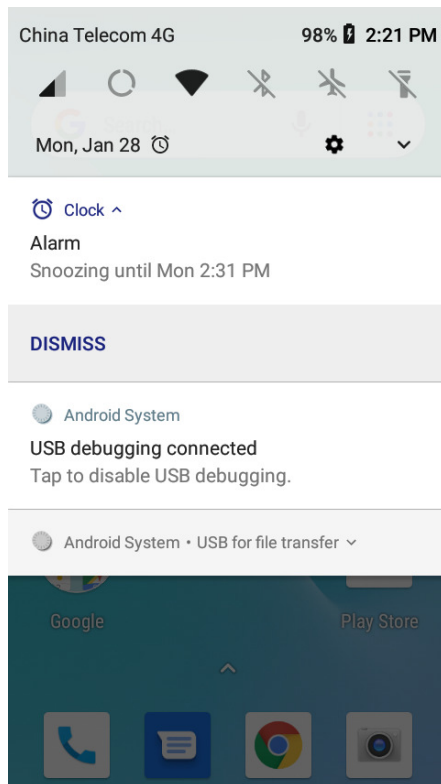 China Telecom 4G 98% 2:21 PM
Search...
Mon, Jan 28
Clock
Alarm
Snoozing until Mon 2:31 PM
DISMISS
Android System
USB debugging connected
Tap to disable USB debugging.
Android System • USB for file transfer
Google Play Store